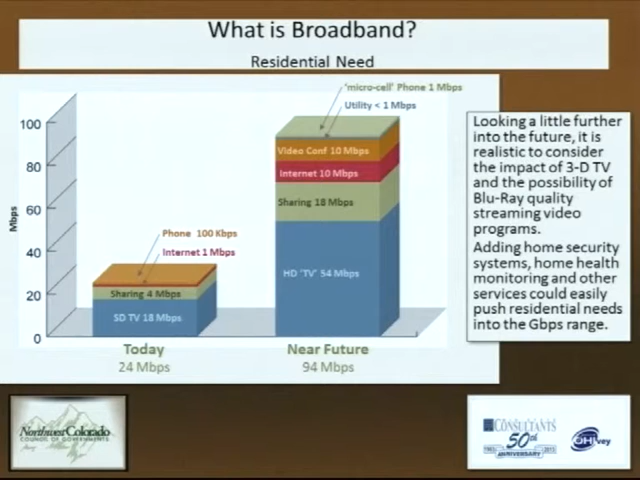 What is Broadband?
Residential Need
'micro-cell' Phone 1 Mbps
Utility < 1 Mbps
100
80
60
40
20
0
Mbps
Video Conf 10 Mbps
Internet 10 Mbps
Sharing 18 Mbps
HD 'TV' 54 Mbps
Phone 100 Kbps
Internet 1 Mbps
Sharing 4 Mbps
SD TV 18 Mbps
Today
24 Mbps
Near Future
94 Mbps
Looking a little further
into the future, it is
realistic to consider
the impact of 3-D TV
and the possibility of
Blu-Ray quality
streaming video
programs.
Adding home security
systems, home health
monitoring and other
services could easily
push residential needs
into the Gbps range.
Northwest Colorado
COUNCIL OF GOVERNMENTS
CONSULTANTS
50th
ANNIVERSARY